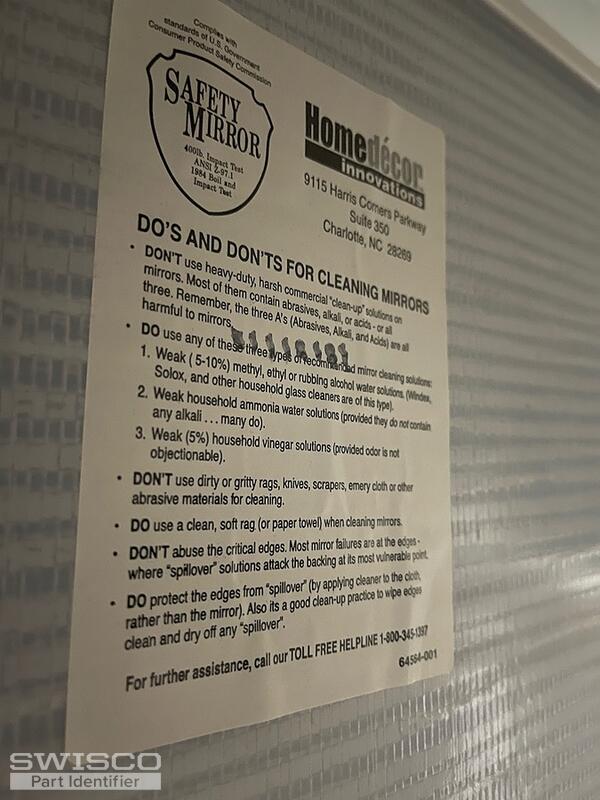 Complies with
standards of U.S. Government
Consumer Product Safety Commission
SAFETY
MIRROR
400lb. Impact Test
ANSI Z-97.1
1984 Boil and
Impact Test
Homedécor
innovations
9115 Harris Corners Parkway
Suite 350
Charlotte, NC 28269
DO'S AND DON'TS FOR CLEANING MIRRORS
• DON'T use heavy-duty, harsh commercial "clean-up" solutions on
mirrors. Most of them contain abrasives, alkali, or acids - or all
three. Remember, the three A's (Abrasives, Alkali, and Acids) are all
harmful to mirrors.
• DO use any of these three types of recommended mirror cleaning solutions:
1. Weak ( 5-10%) methyl, ethyl or rubbing alcohol water solutions. (Windex,
Solox, and other household glass cleaners are of this type).
2. Weak household ammonia water solutions (provided they do not contain
any alkali . . . many do).
3. Weak (5%) household vinegar solutions (provided odor is not
objectionable).
• DON'T use dirty or gritty rags, knives, scrapers, emery cloth or other
abrasive materials for cleaning.
• DO use a clean, soft rag (or paper towel) when cleaning mirrors.
• DON'T abuse the critical edges. Most mirror failures are at the edges -
where "spillover" solutions attack the backing at its most vulnerable point.
• DO protect the edges from "spillover" (by applying cleaner to the cloth,
rather than the mirror). Also its a good clean-up practice to wipe edges
clean and dry off any "spillover".
For further assistance, call our TOLL FREE HELPLINE 1-800-345-1397
64564-001
SWISCO
Part Identifier